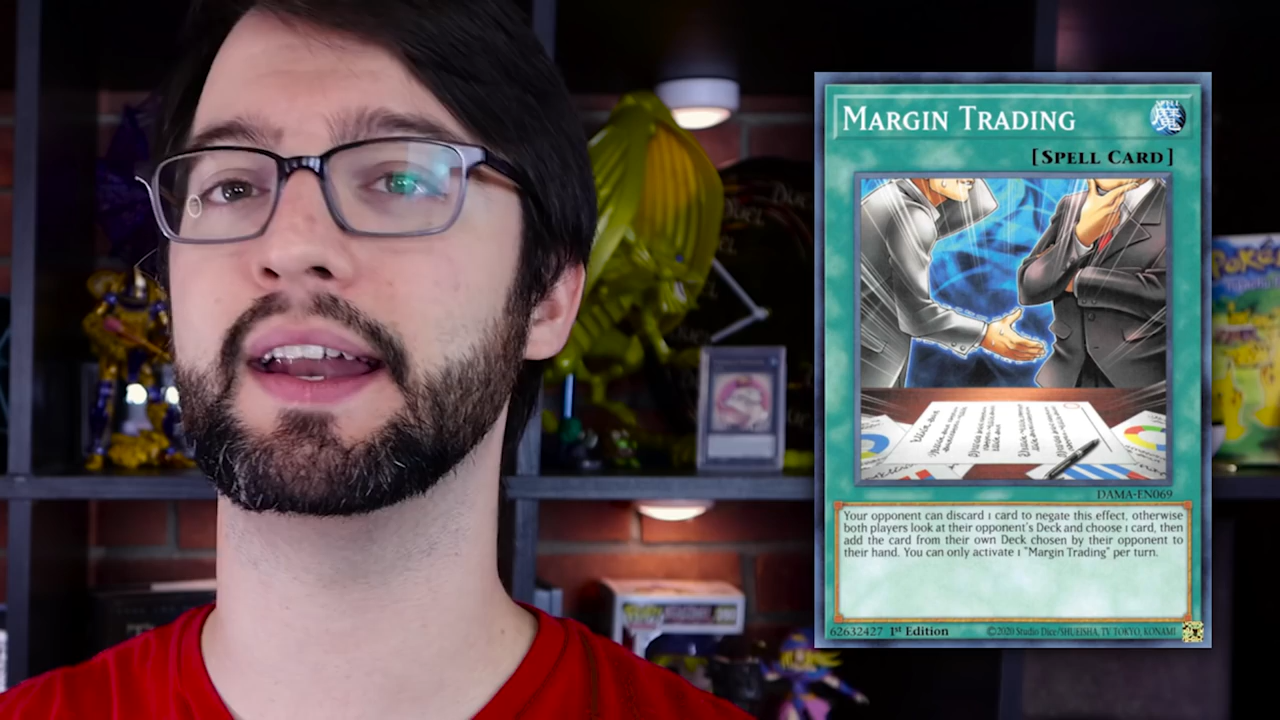 MARGIN TRADING
[SPELL CARD]
DAMA-EN069
Your opponent can discard 1 card to negate this effect, otherwise
both players look at their opponent's Deck and choose 1 card, then
add the card from their own Deck chosen by their opponent to
their hand. You can only activate 1 "Margin Trading" per turn.
62632427 1st Edition ©2020 Studio Dice/SHUEISHA, TV TOKYO, KONAMI